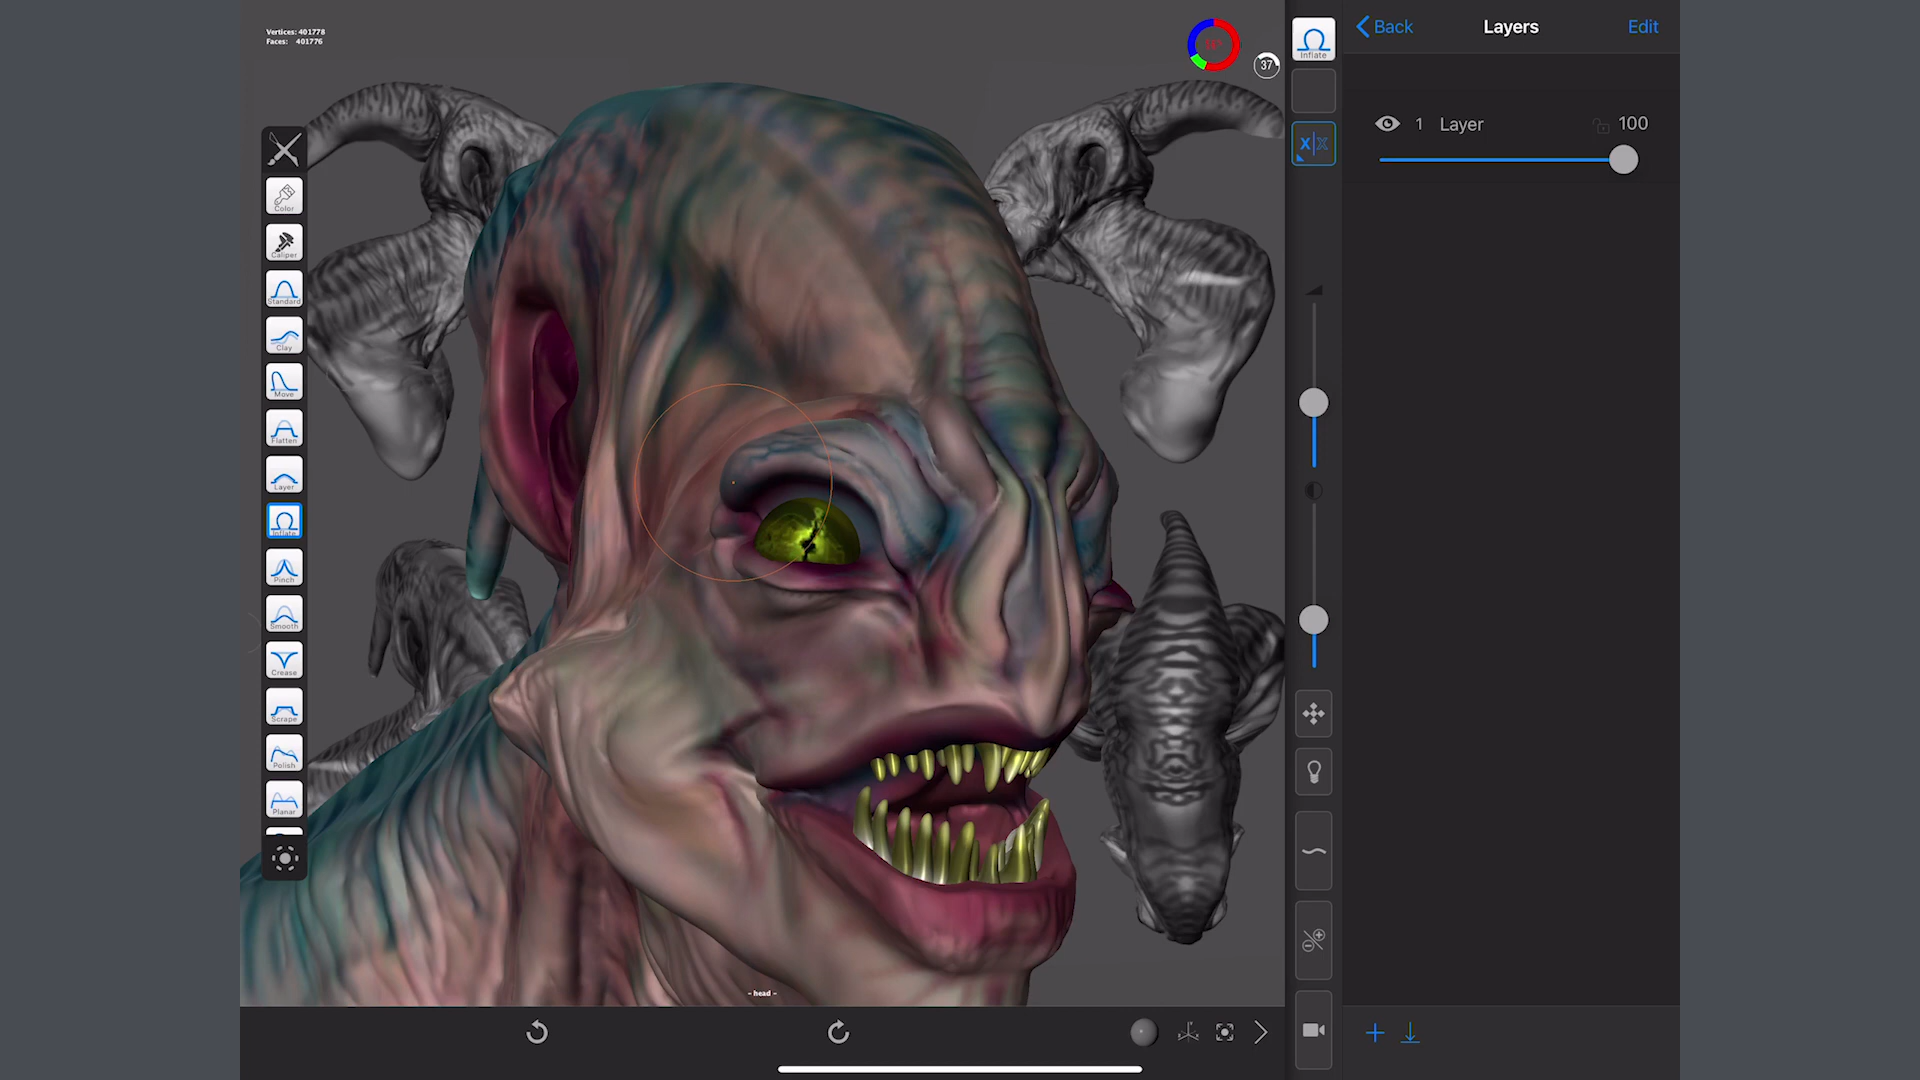 Vertices: 401778
Faces: 401776
37
Inflate
X|X
Back
Layers
Edit
1 Layer
100
Color
Caliper
Standard
Clay
Move
Flatten
Layer
Inflate
Pinch
Smooth
Crease
Scrape
Polish
Planar
- head -